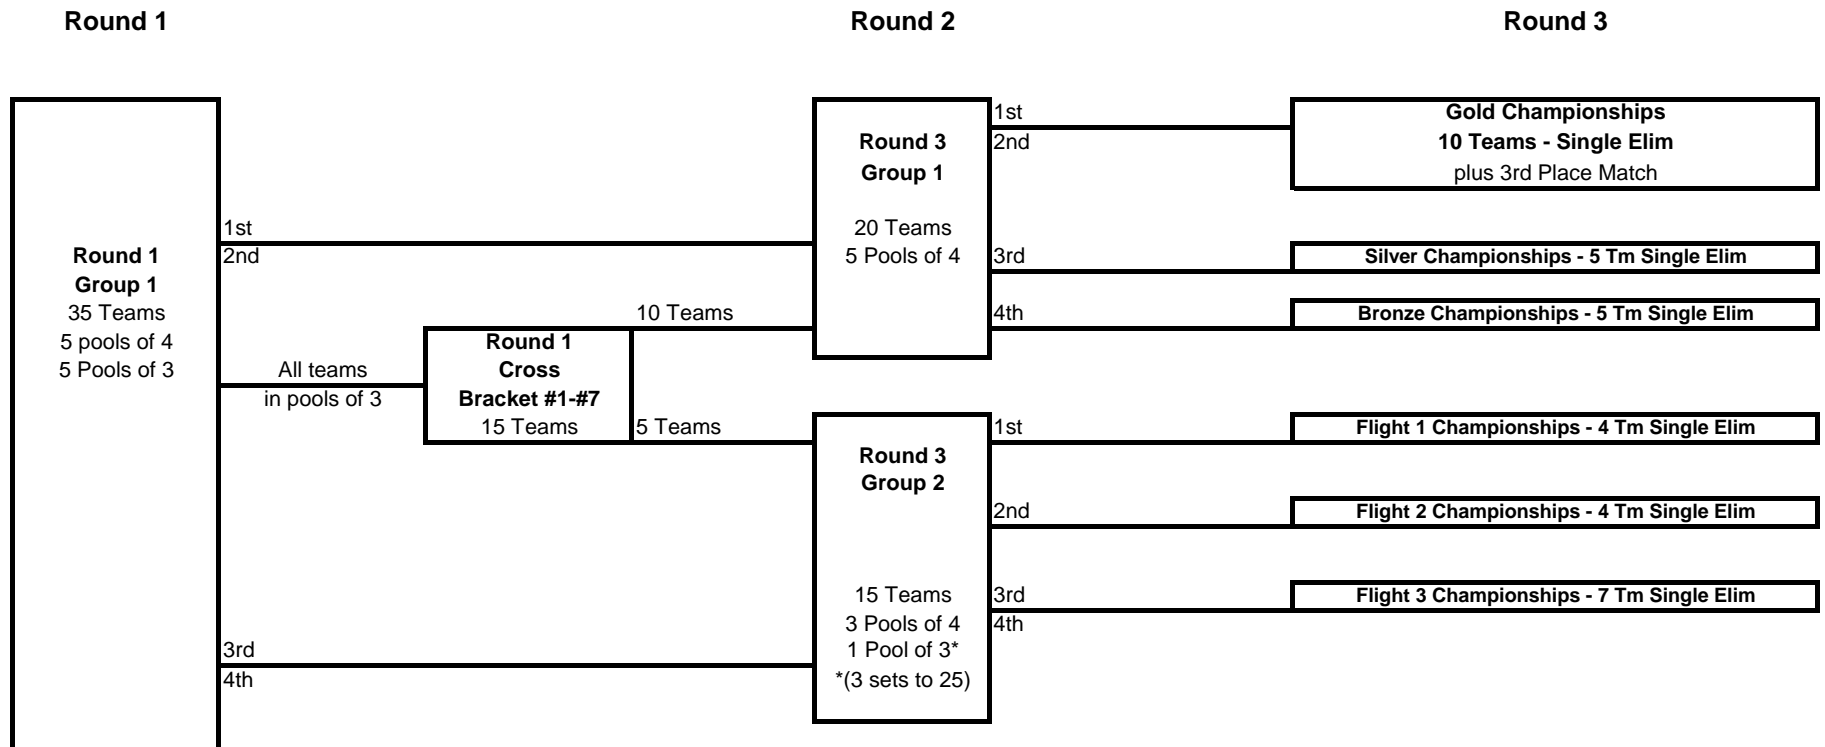 Round 1
Round 2
Round 3
Round 1
Group 1
35 Teams
5 pools of 4
5 Pools of 3
1st
2nd
All teams
in pools of 3
3rd
4th
Round 1
Cross
Bracket #1-#7
15 Teams
10 Teams
5 Teams
Round 3
Group 1
20 Teams
5 Pools of 4
1st
2nd
3rd
4th
Round 3
Group 2
15 Teams
3 Pools of 4
1 Pool of 3*
*(3 sets to 25)
1st
2nd
3rd
4th
Gold Championships
10 Teams - Single Elim
plus 3rd Place Match
Silver Championships - 5 Tm Single Elim
Bronze Championships - 5 Tm Single Elim
Flight 1 Championships - 4 Tm Single Elim
Flight 2 Championships - 4 Tm Single Elim
Flight 3 Championships - 7 Tm Single Elim